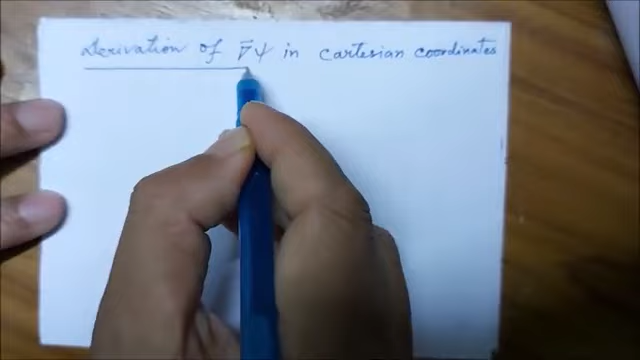 Derivation of ∇⃗ψ in cartesian coordinates